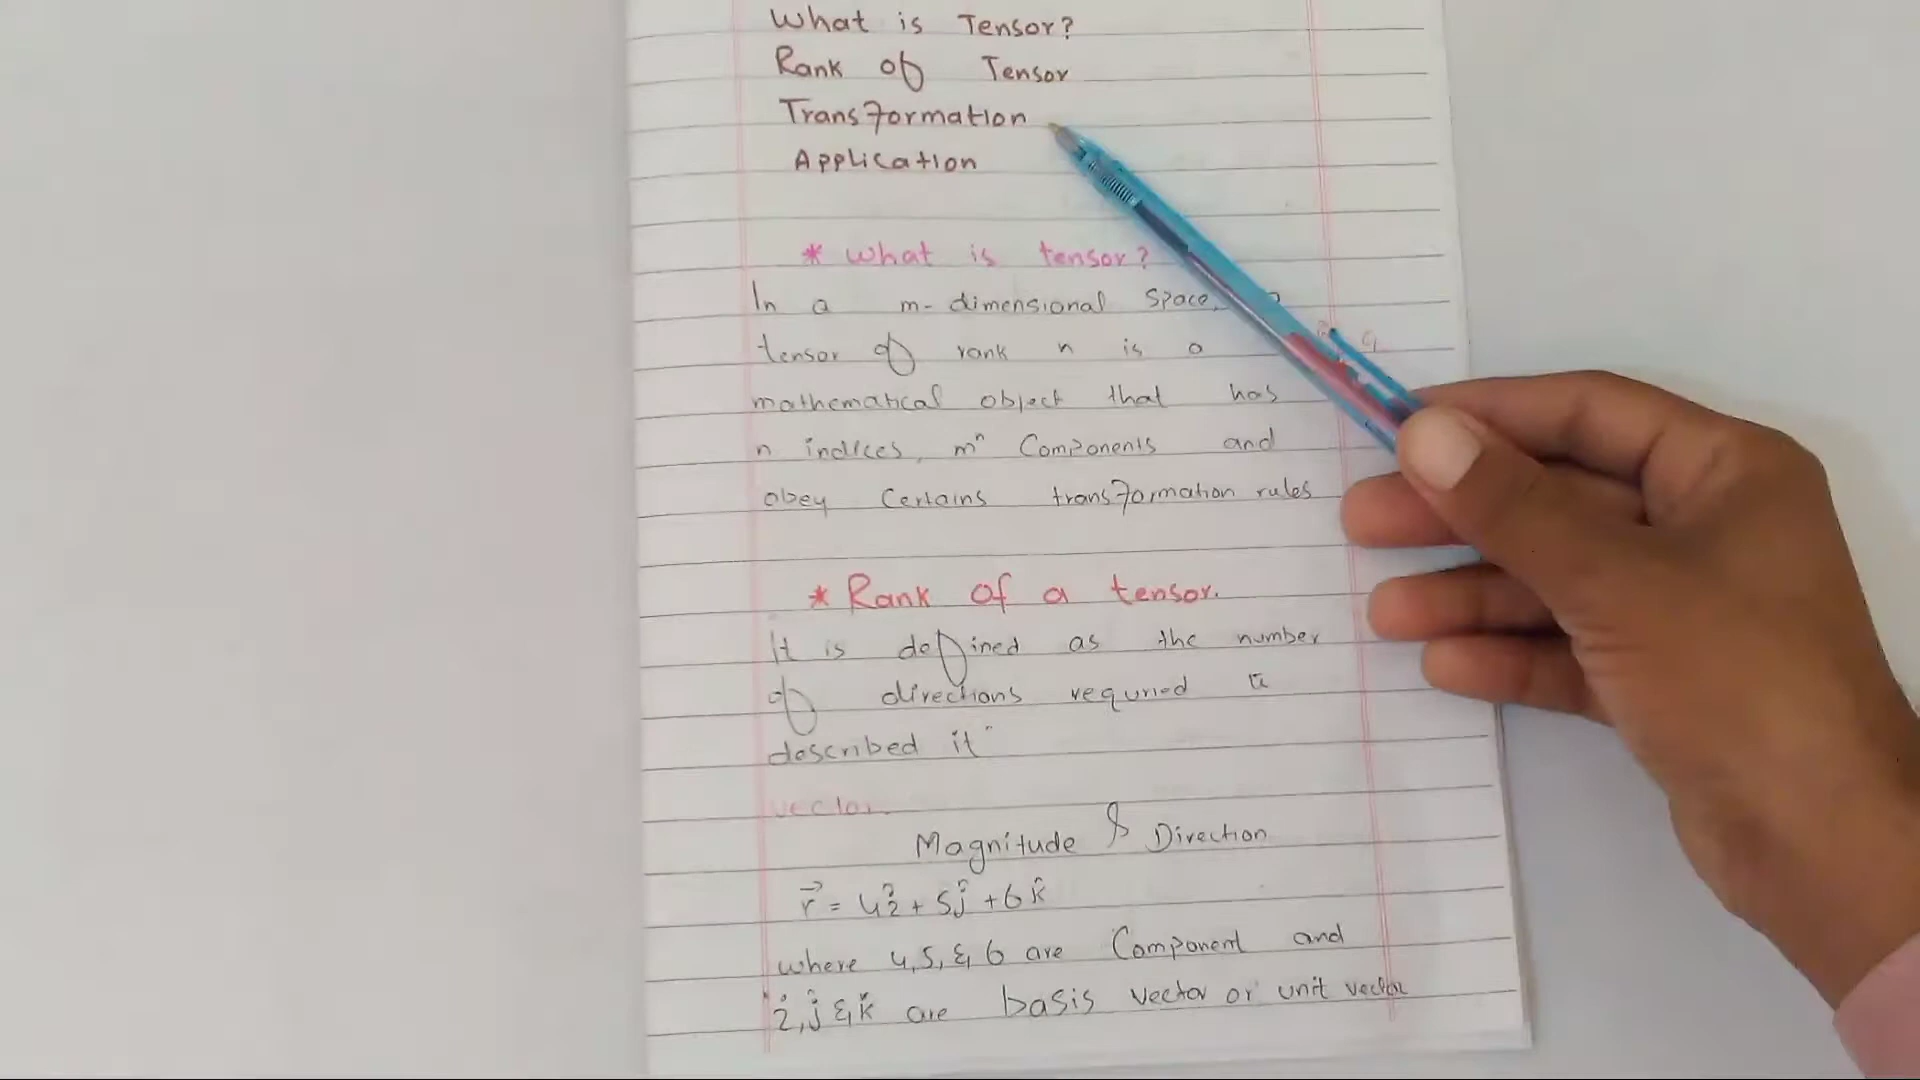 What is Tensor?
Rank of Tensor
Transformation
Application
* What is tensor?
In a m-dimensional space,
tensor of rank n is a
mathematical object that has
n indices, mⁿ Components and
obey Certains transformation rules
* Rank of a tensor.
It is defined as the number
of directions required to
described it"
vector.
Magnitude & Direction
r⃗ = 4î + 5ĵ + 6k̂
where 4,5,& 6 are Component and
î,ĵ & k̂ are basis vector or unit vector